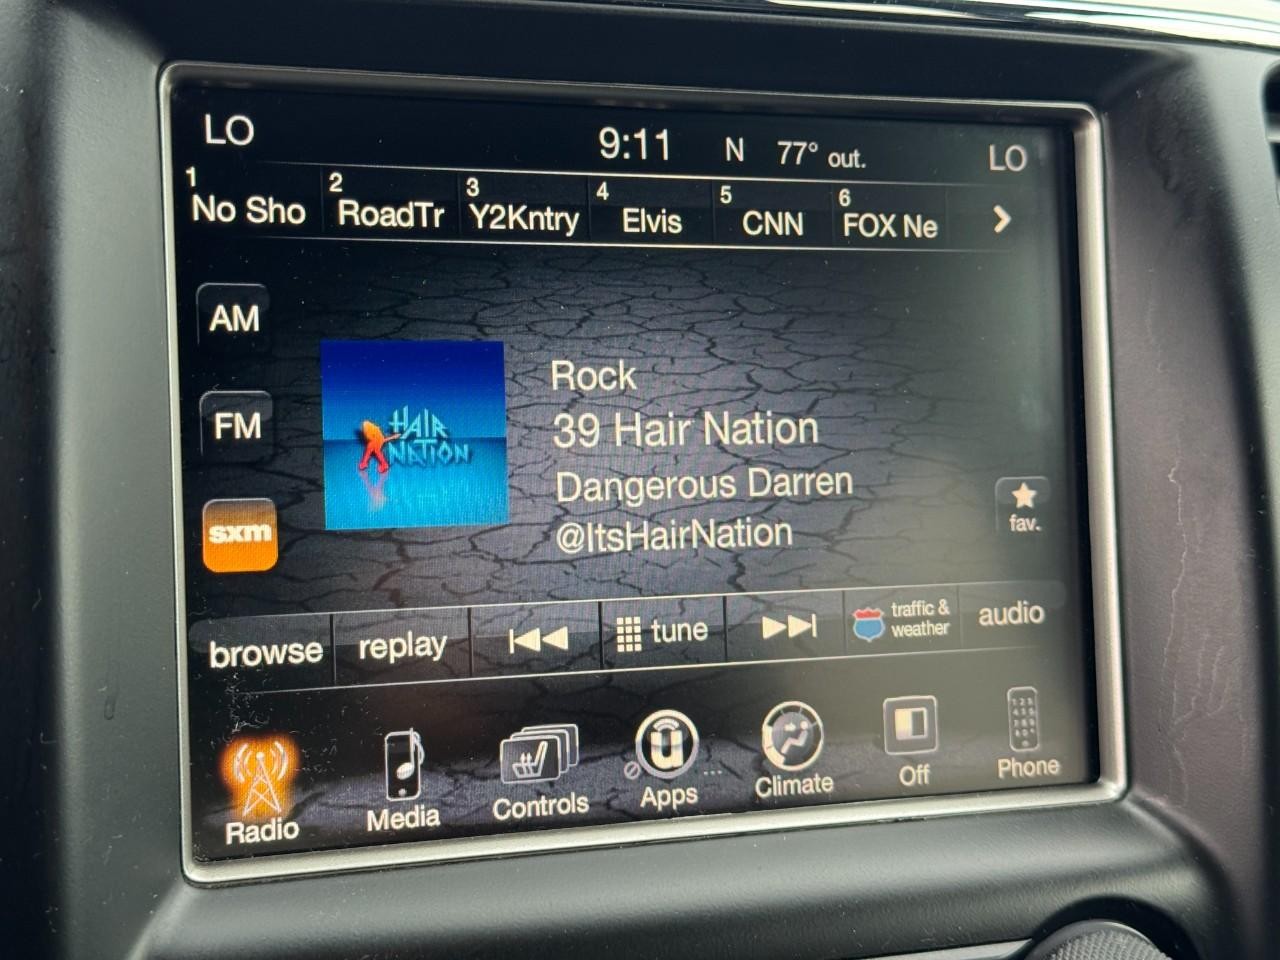 LO
9:11
N
77° out.
LO
1
No Sho
2
RoadTr
3
Y2Kntry
4
Elvis
5
CNN
6
FOX Ne
AM
FM
sxm
HAIR
NATION
Rock
39 Hair Nation
Dangerous Darren
@ItsHairNation
fav.
browse
replay
tune
traffic &
weather
audio
Radio
Media
Controls
Apps
Climate
Off
Phone